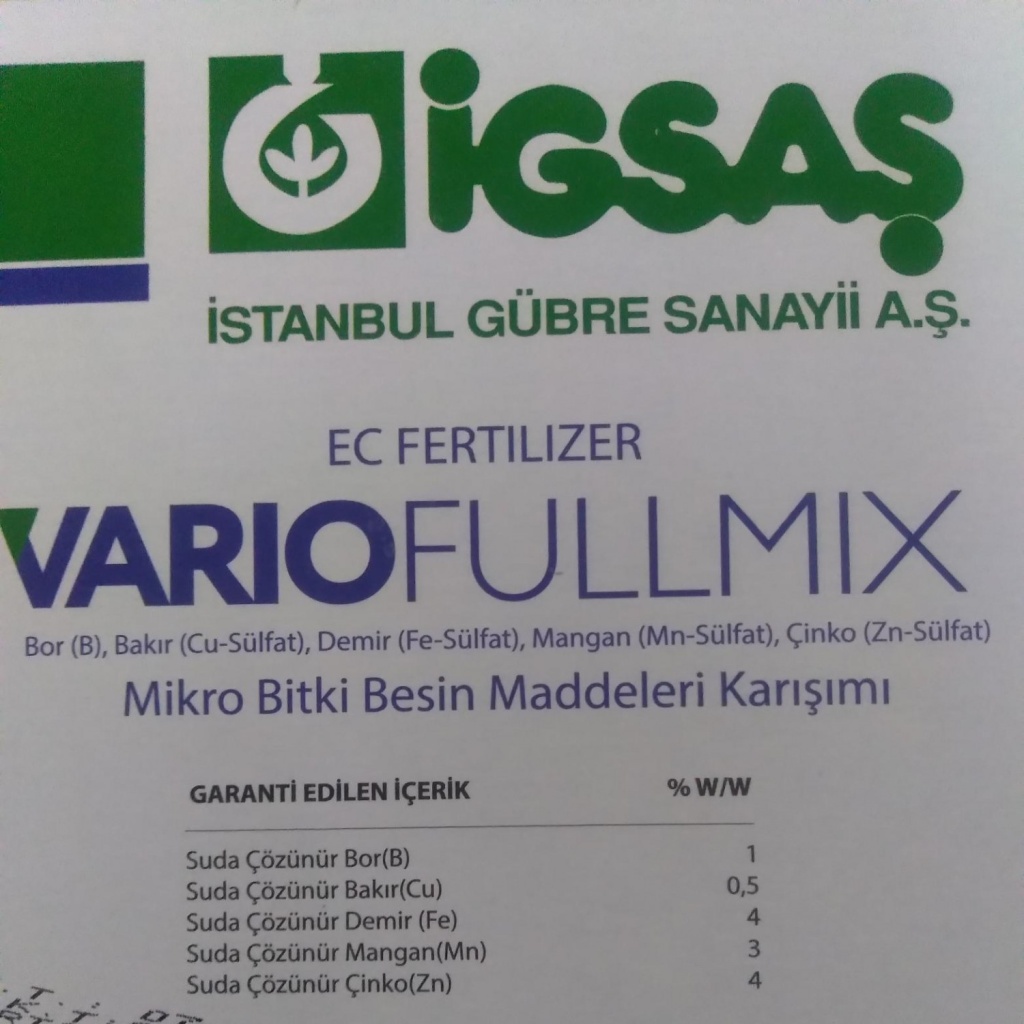 İGSAŞ
İSTANBUL GÜBRE SANAYİİ A.Ş.
EC FERTILIZER
VARIOFULLMIX
Bor (B), Bakır (Cu-Sülfat), Demir (Fe-Sülfat), Mangan (Mn-Sülfat), Çinko (Zn-Sülfat)
Mikro Bitki Besin Maddeleri Karışımı
GARANTİ EDİLEN İÇERİK % W/W
Suda Çözünür Bor(B) 1
Suda Çözünür Bakır(Cu) 0,5
Suda Çözünür Demir (Fe) 4
Suda Çözünür Mangan(Mn) 3
Suda Çözünür Çinko(Zn) 4